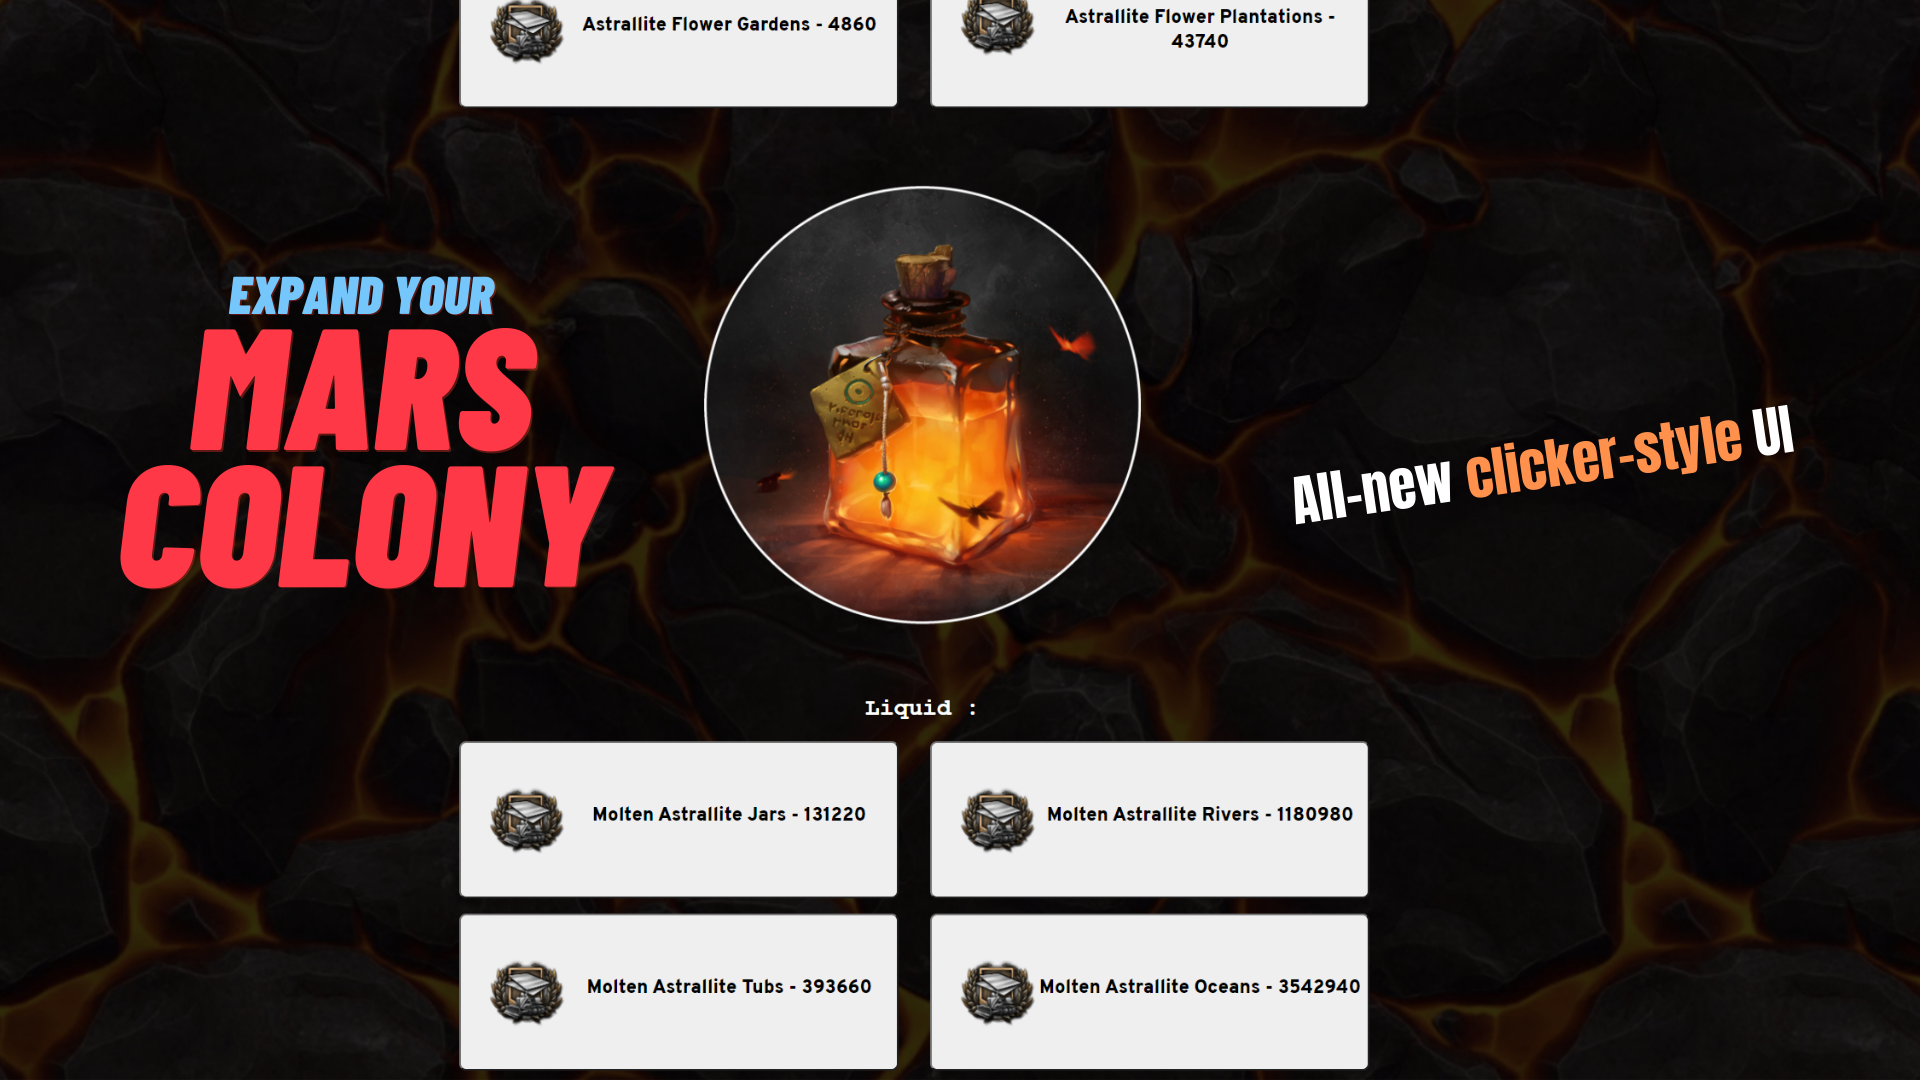 Astrallite Flower Gardens - 4860
Astrallite Flower Plantations -
43740
EXPAND YOUR
MARS
COLONY
All-new clicker-style UI
Liquid :
Molten Astrallite Jars - 131220
Molten Astrallite Rivers - 1180980
Molten Astrallite Tubs - 393660
Molten Astrallite Oceans - 3542940